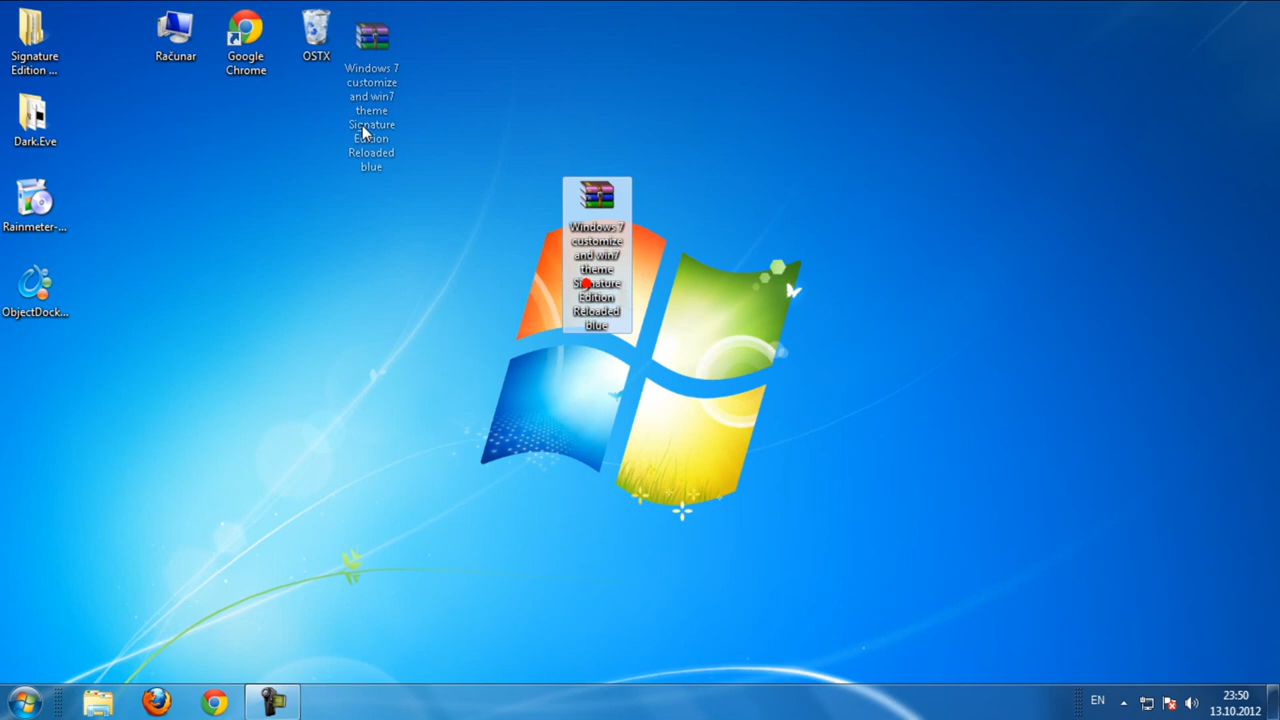 Signature
Edition ...
Računar
Google
Chrome
OSTX
Windows 7
customize
and win7
theme
Signature
Edition
Reloaded
blue
Dark.Eve
Rainmeter-...
ObjectDock...
Windows 7
customize
and win7
theme
Signature
Edition
Reloaded
blue
EN
23:50
13.10.2012